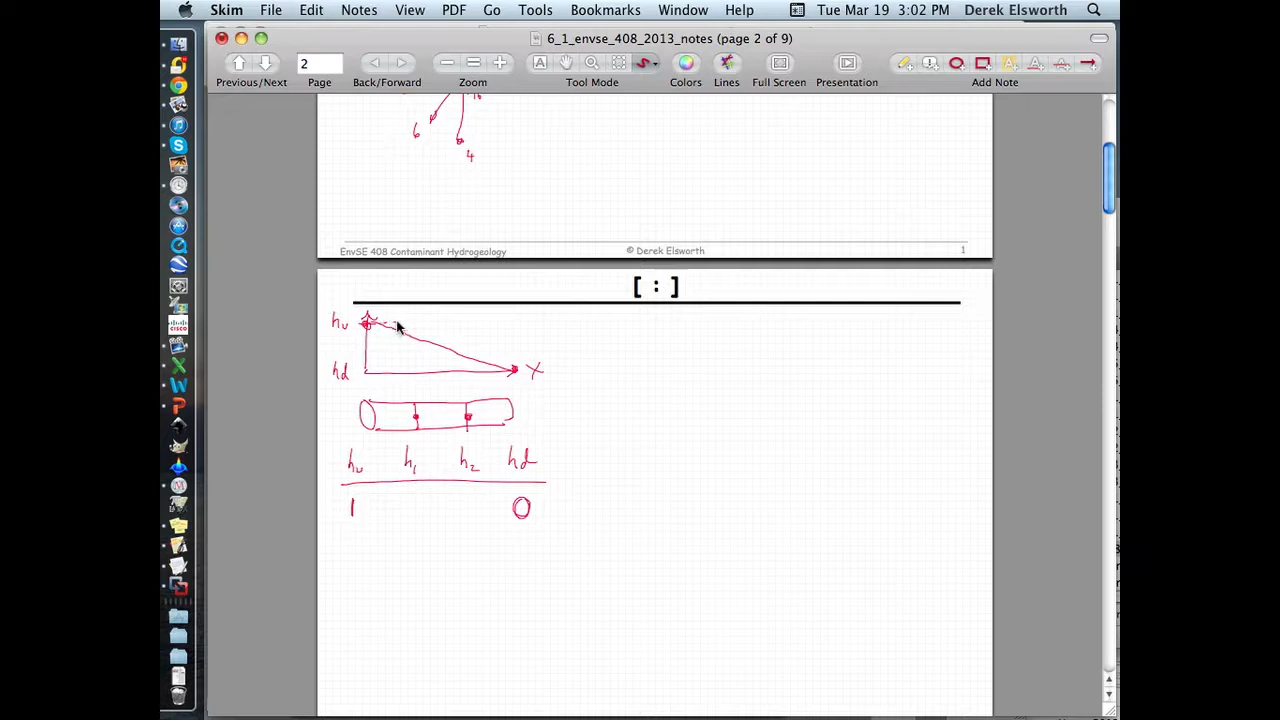 Skim File Edit Notes View PDF Go Tools Bookmarks Window Help Tue Mar 19 3:02 PM Derek Elsworth
6_1_envse408_2013_notes (page 2 of 9)
2
Previous/Next Page Back/Forward Zoom Tool Mode Colors Lines Full Screen Presentation Add Note
6
4
EnvSE 408 Contaminant Hydrogeology © Derek Elsworth 1
[ : ]
hu
hd X
hu h1 h2 hd
1 0